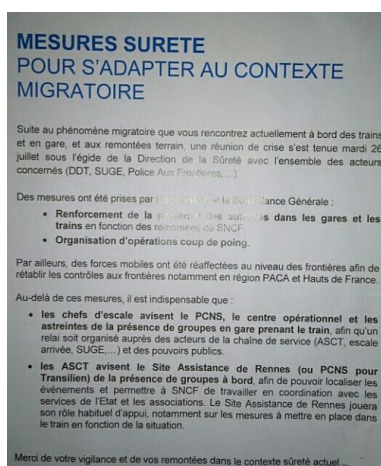 MESURES SURETE
POUR S'ADAPTER AU CONTEXTE
MIGRATOIRE
Suite au phénomène migratoire que vous rencontrez actuellement à bord des trains
et en gare, et aux remontées terrain, une réunion de crise s'est tenue mardi 26
juillet sous l'égide de la Direction de la Sûreté avec l'ensemble des acteurs
concernés (DDT, SUGE, Police Aux Frontières,...).
Des mesures ont été prises par et la Surveillance Générale :
• Renforcement de la présence des dans les gares et les
trains en fonction des remontées du SNCF
• Organisation d'opérations coup de poing.
Par ailleurs, des forces mobiles ont été réaffectées au niveau des frontières afin de
rétablir les contrôles aux frontières notamment en région PACA et Hauts de France.
Au-delà de ces mesures, il est indispensable que :
• les chefs d'escale avisent le PCNS, le centre opérationnel et les
astreintes de la présence de groupes en gare prenant le train, afin qu'un
relai soit organisé auprès des acteurs de la chaîne de service (ASCT, escale
arrivée, SUGE,...) et des pouvoirs publics.
• les ASCT avisent le Site Assistance de Rennes (ou PCNS pour
Transilien) de la présence de groupes à bord, afin de pouvoir localiser les
événements et permettre à SNCF de travailler en coordination avec les
services de l'Etat et les associations. Le Site Assistance de Rennes jouera
son rôle habituel d'appui, notamment sur les mesures à mettre en place dans
le train en fonction de la situation.
Merci de votre vigilance et de vos remontées dans le contexte sûreté actuel